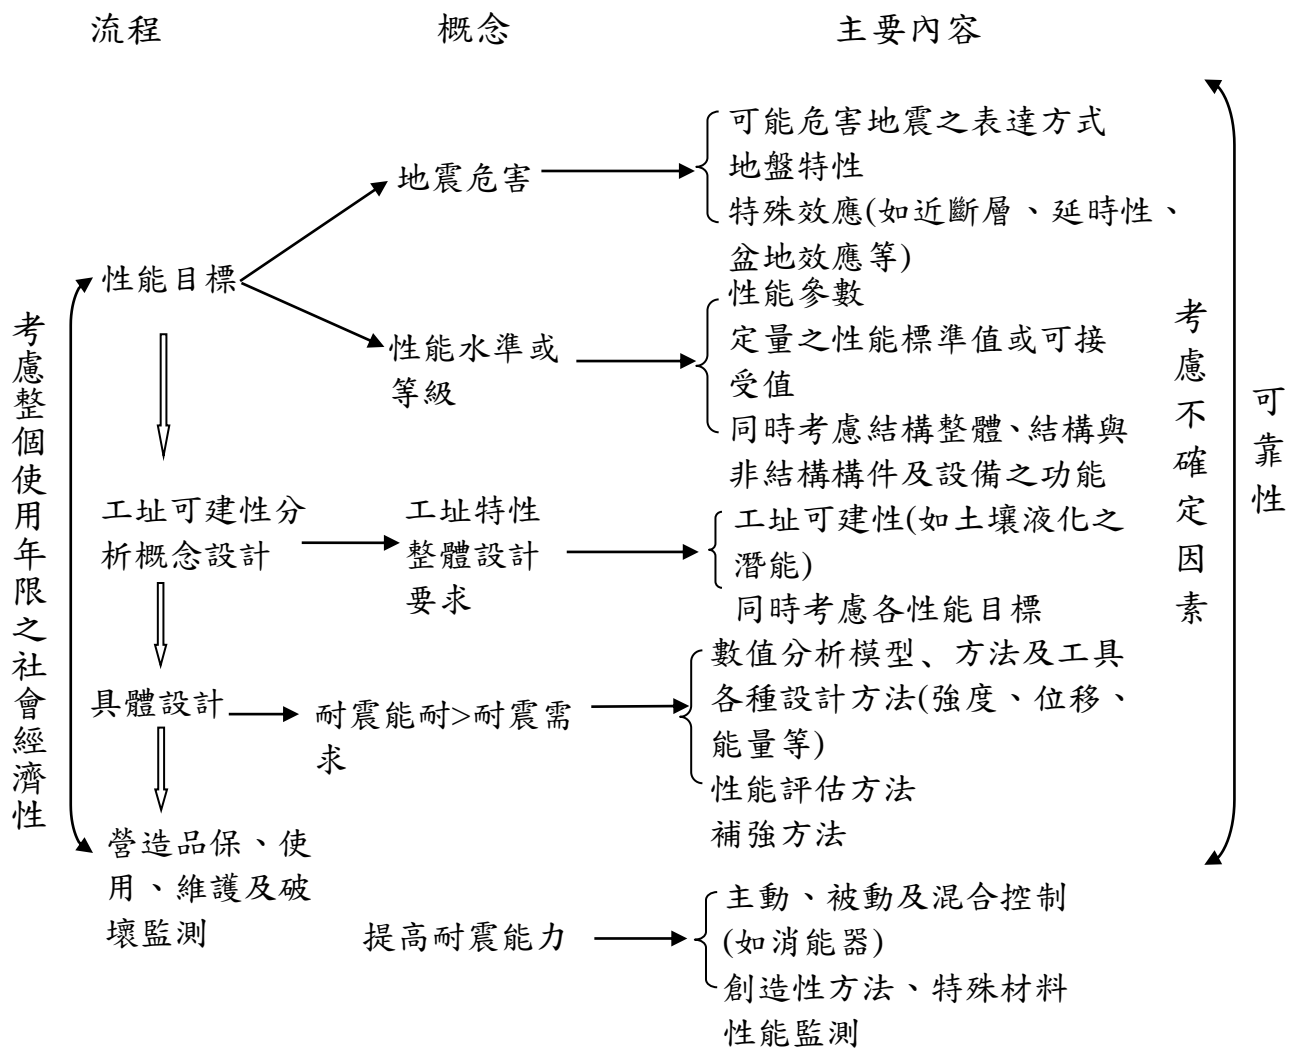 流程
概念
主要內容
可能危害地震之表達方式
地盤特性
特殊效應(如近斷層、延時性、
盆地效應等)
地震危害
性能目標
性能水準或
等級
性能參數
定量之性能標準值或可接
受值
同時考慮結構整體、結構與
非結構構件及設備之功能
工址可建性分
析概念設計
工址特性
整體設計
要求
工址可建性(如土壤液化之
潛能)
同時考慮各性能目標
具體設計
耐震能耐>耐震需
求
數值分析模型、方法及工具
各種設計方法(強度、位移、
能量等)
性能評估方法
補強方法
營造品保、使
用、維護及破
壞監測
提高耐震能力
主動、被動及混合控制
(如消能器)
創造性方法、特殊材料
性能監測
考慮整個使用年限之社會經濟性
考慮不確定因素
可靠性